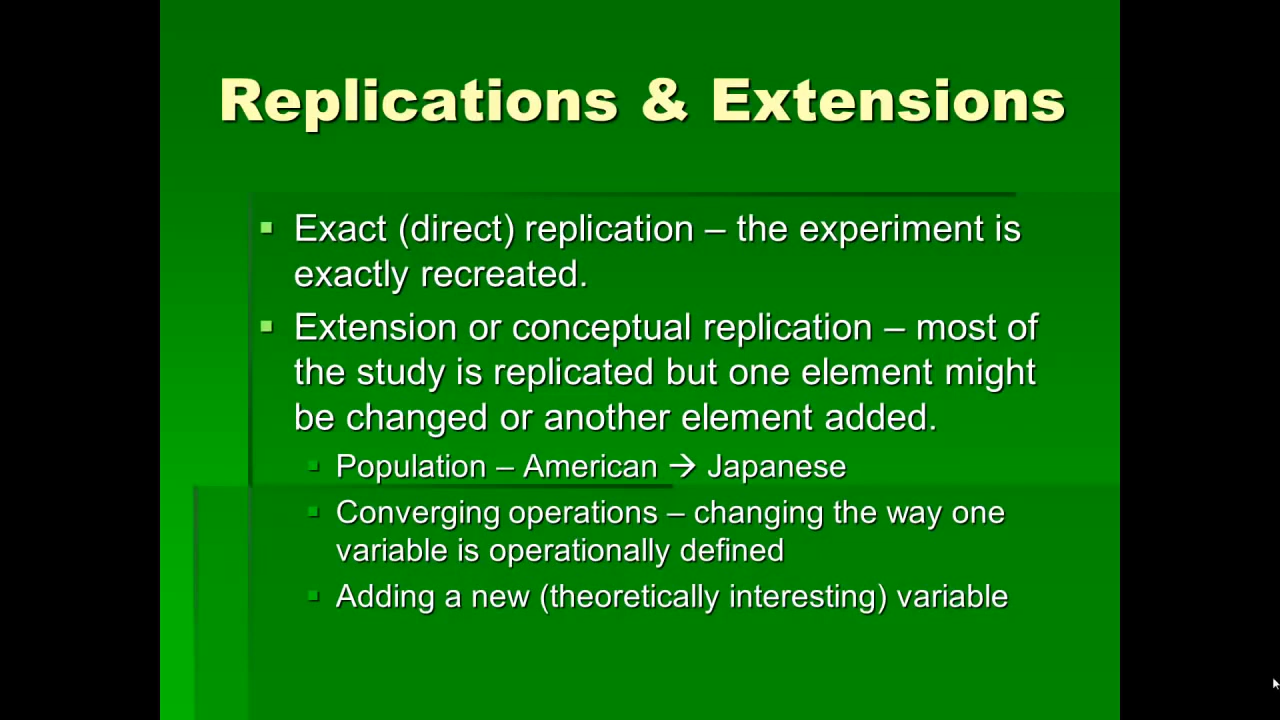 Replications & Extensions
Exact (direct) replication – the experiment is
exactly recreated.
Extension or conceptual replication – most of
the study is replicated but one element might
be changed or another element added.
Population – American → Japanese
Converging operations – changing the way one
variable is operationally defined
Adding a new (theoretically interesting) variable